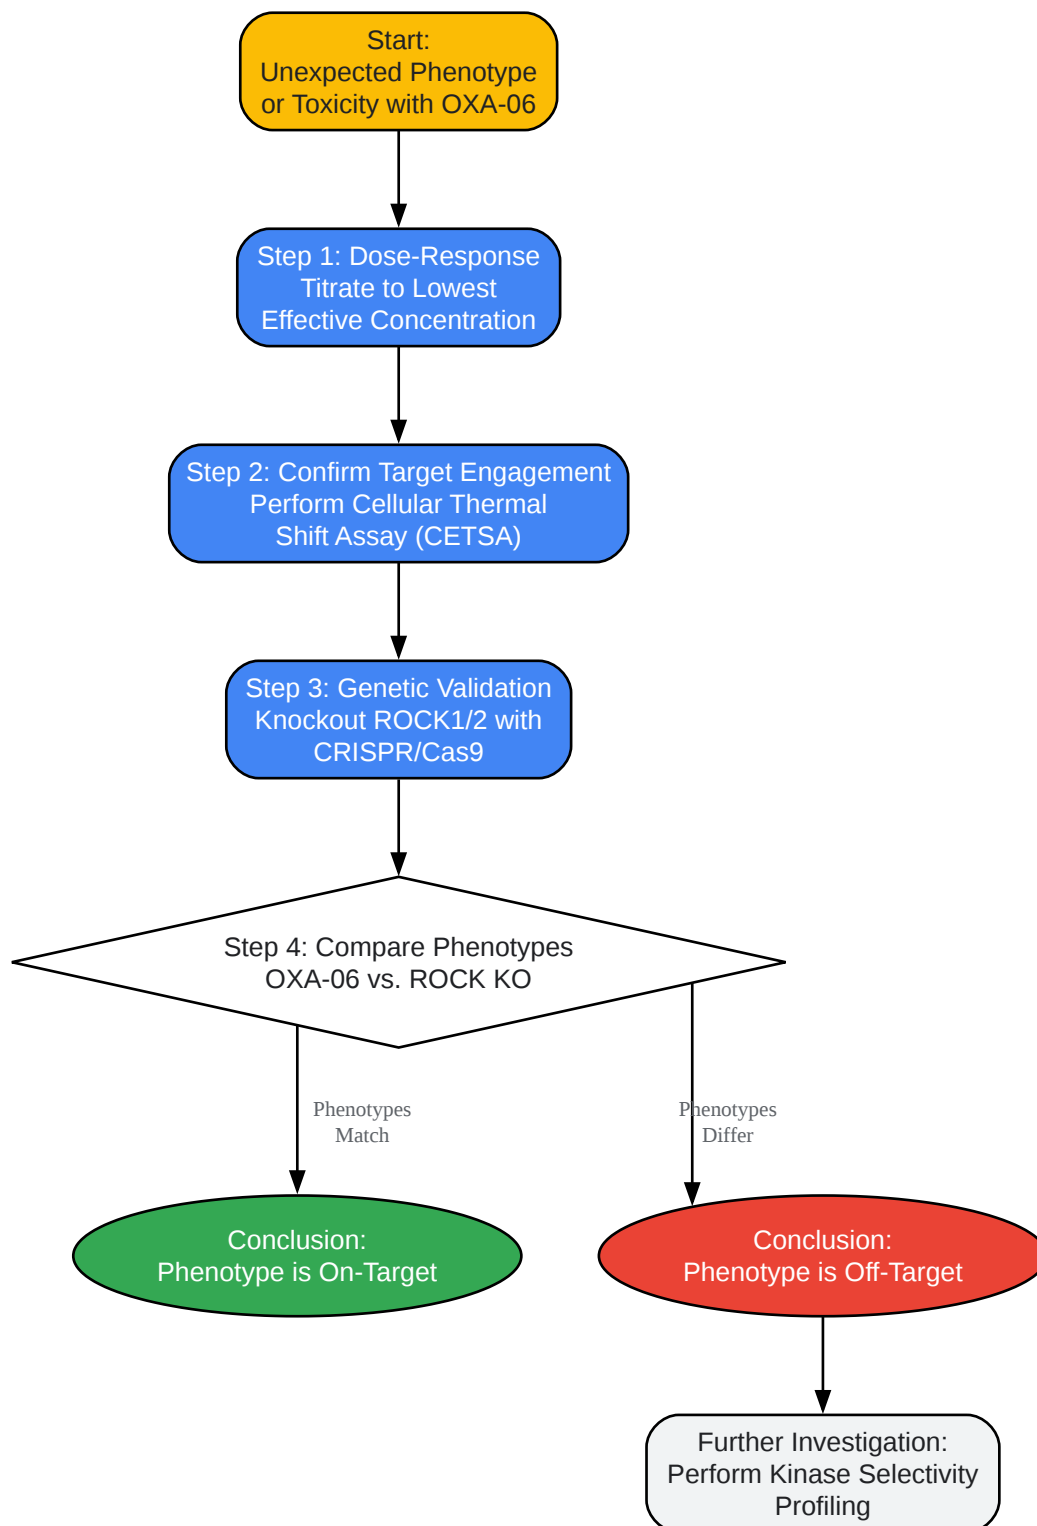 Start:
Unexpected Phenotype
or Toxicity with OXA-06
Step 1: Dose-Response
Titrate to Lowest
Effective Concentration
Step 2: Confirm Target Engagement
Perform Cellular Thermal
Shift Assay (CETSA)
Step 3: Genetic Validation
Knockout ROCK1/2 with
CRISPR/Cas9
Step 4: Compare Phenotypes
OXA-06 vs. ROCK KO
Phenotypes
Match
Phenotypes
Differ
Conclusion:
Phenotype is On-Target
Conclusion:
Phenotype is Off-Target
Further Investigation:
Perform Kinase Selectivity
Profiling